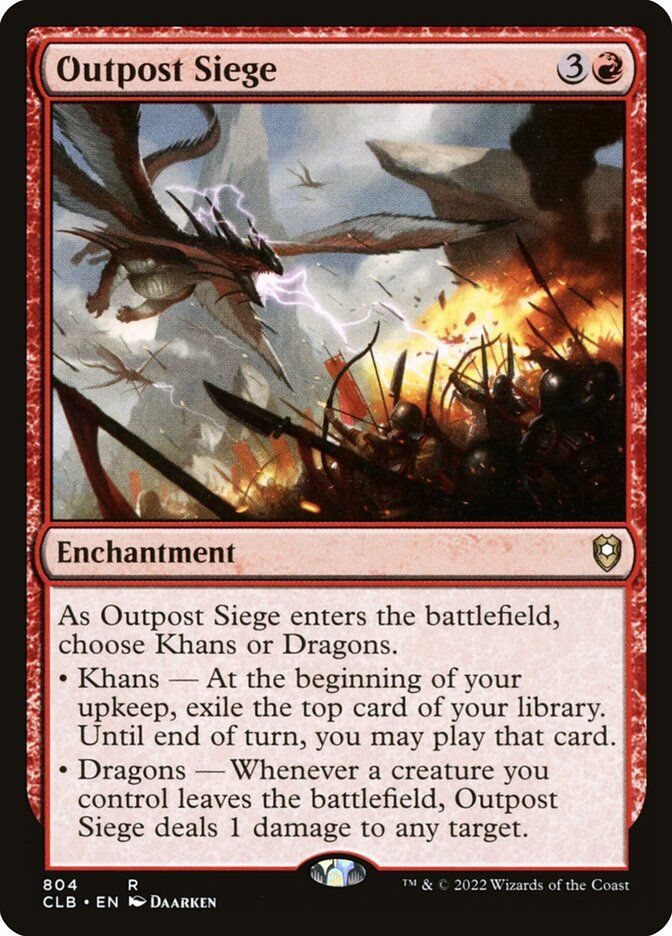 Outpost Siege 3
Enchantment
As Outpost Siege enters the battlefield,
choose Khans or Dragons.
• Khans — At the beginning of your
upkeep, exile the top card of your library.
Until end of turn, you may play that card.
• Dragons — Whenever a creature you
control leaves the battlefield, Outpost
Siege deals 1 damage to any target.
804 R
CLB • EN Daarken
™ & © 2022 Wizards of the Coast